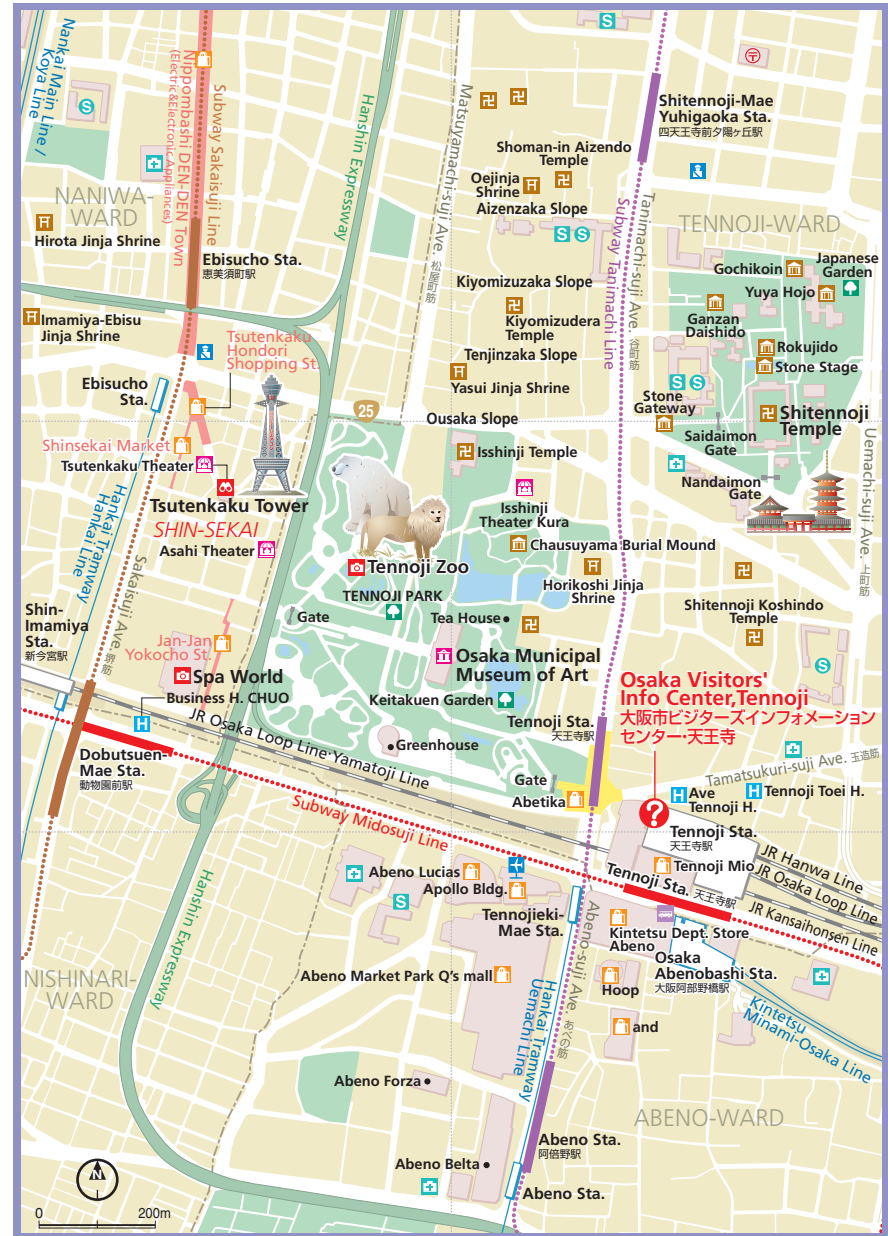 Nankai Main Line /
Koya Line
Nippombashi DEN-DEN Town
(Electric&Electronic Appliances)
Subway Sakaisuji Line
Hanshin Expressway
Matsuyamachi-suji Ave. 松屋町筋
S
S
Shitennoji-Mae
Yuhigaoka Sta.
四天王寺前夕陽ヶ丘駅
Shoman-in Aizendo
Temple
Oejinja
Shrine
Aizenzaka Slope
S S
Subway Tanimachi Line
Tanimachi-suji Ave. 谷町筋
NANIWA-
WARD
TENNOJI-WARD
Hirota Jinja Shrine
Ebisucho Sta.
恵美須町駅
Kiyomizuzaka Slope
Kiyomizudera
Temple
Tenjinzaka Slope
Yasui Jinja Shrine
Gochikoin
Japanese
Garden
Yuya Hojo
Ganzan
Daishido
Rokujido
Stone Stage
Imamiya-Ebisu
Jinja Shrine
Tsutenkaku
Hondori
Shopping St.
Ebisucho
Sta.
25
Ousaka Slope
S S
Stone
Gateway
Shitennoji
Temple
Saidaimon
Gate
Nandaimon
Gate
Uemachi-suji Ave. 上町筋
Shinsekai Market
Tsutenkaku Theater
Tsutenkaku Tower
SHIN-SEKAI
Asahi Theater
Isshinji Temple
Isshinji
Theater Kura
Chausuyama Burial Mound
Horikoshi Jinja
Shrine
Tennoji Zoo
TENNOJI PARK
Gate
Tea House
Shitennoji Koshindo
Temple
S
Hankai Tramway
Hankai Line
Sakaisuji Ave. 堺筋
Shin-
Imamiya
Sta.
新今宮駅
Jan-Jan
Yokocho St.
Spa World
H
Business H. CHUO
Osaka Municipal
Museum of Art
Keitakuen Garden
Osaka Visitors'
Info Center,Tennoji
大阪市ビジターズインフォメーション
センター・天王寺
Tennoji Sta.
天王寺駅
Greenhouse
JR Osaka Loop Line·Yamatoji Line
Dobutsuen-
Mae Sta.
動物園前駅
Gate
Abetika
Tamatsukuri-suji Ave. 玉造筋
?
H
Ave
Tennoji H.
H
Tennoji Toei H.
Subway Midosuji Line
Tennoji Sta.
天王寺駅
Tennoji Mio
JR Hanwa Line
JR Osaka Loop Line
JR Kansaihonsen Line
Tennoji Sta. 天王寺駅
Abeno Lucias
Apollo Bldg.
S
Tennojieki-
Mae Sta.
Abeno-suji Ave. あべの筋
Kintetsu Dept. Store
Abeno
Osaka
Abenobashi Sta.
大阪阿部野橋駅
Hanshin Expressway
NISHINARI-
WARD
Abeno Market Park Q's mall
Hoop
and
Hankai Tramway
Uemachi Line
Kintetsu
Minami-Osaka Line
Abeno Forza
ABENO-WARD
Abeno Sta.
阿倍野駅
Abeno Belta
Abeno Sta.
N
0
200m